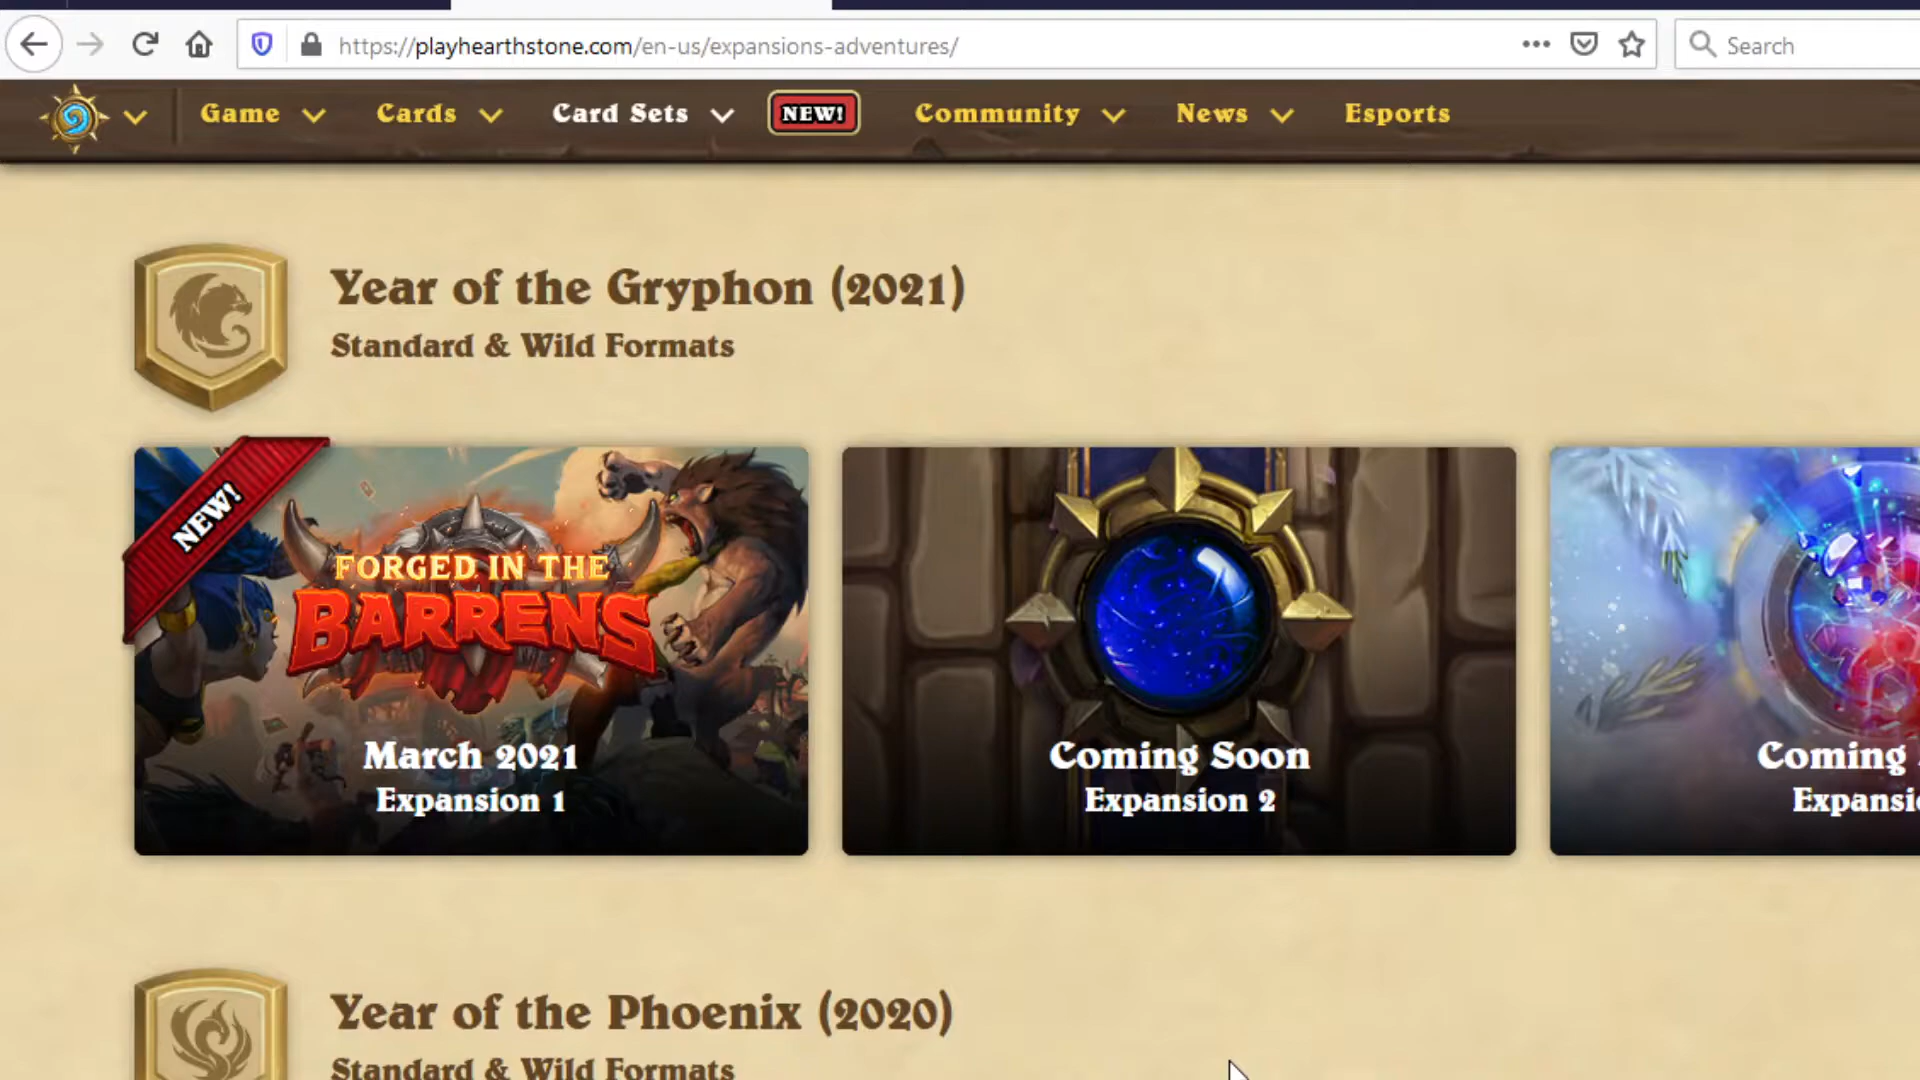 https://playhearthstone.com/en-us/expansions-adventures/
Search
Game
Cards
Card Sets
NEW!
Community
News
Esports
Year of the Gryphon (2021)
Standard & Wild Formats
NEW!
FORGED IN THE
BARRENS
March 2021
Expansion 1
Coming Soon
Expansion 2
Coming
Year of the Phoenix (2020)
Standard & Wild Formats